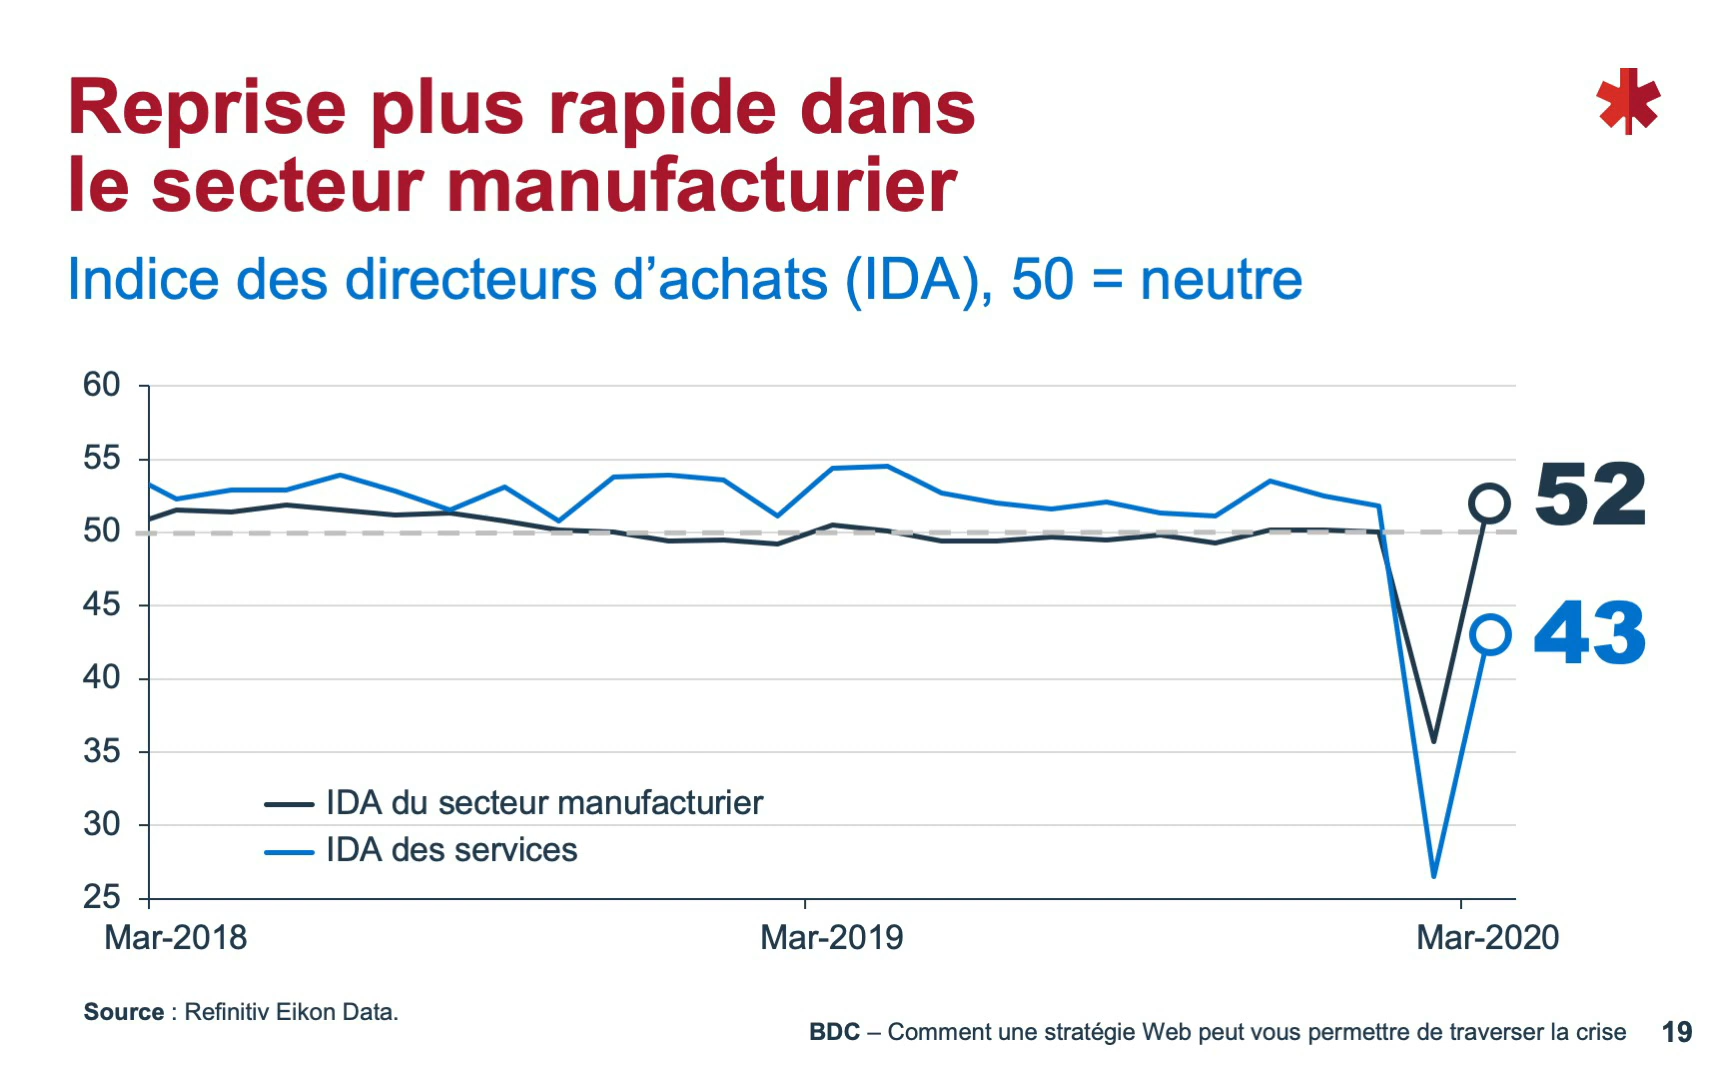 Reprise plus rapide dans
le secteur manufacturier
Indice des directeurs d’achats (IDA), 50 = neutre
60
55
50
45
40
35
30
25
52
43
IDA du secteur manufacturier
IDA des services
Mar-2018
Mar-2019
Mar-2020
Source : Refinitiv Eikon Data.
BDC – Comment une stratégie Web peut vous permettre de traverser la crise 19